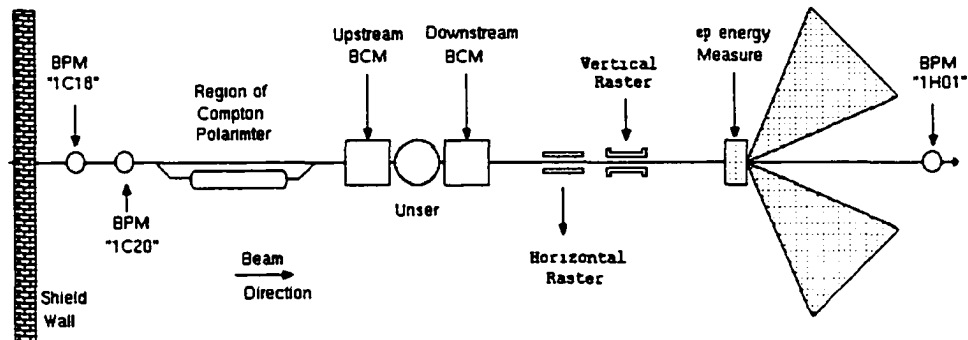 BPM
"1C18"
Region of
Compton
Polarimter
Upstream
BCM
Downstream
BCM
Vertical
Raster
ep energy
Measure
BPM
"1H01"
Unser
BPM
"1C20"
Horizontal
Raster
Beam
Direction
Shield
Wall